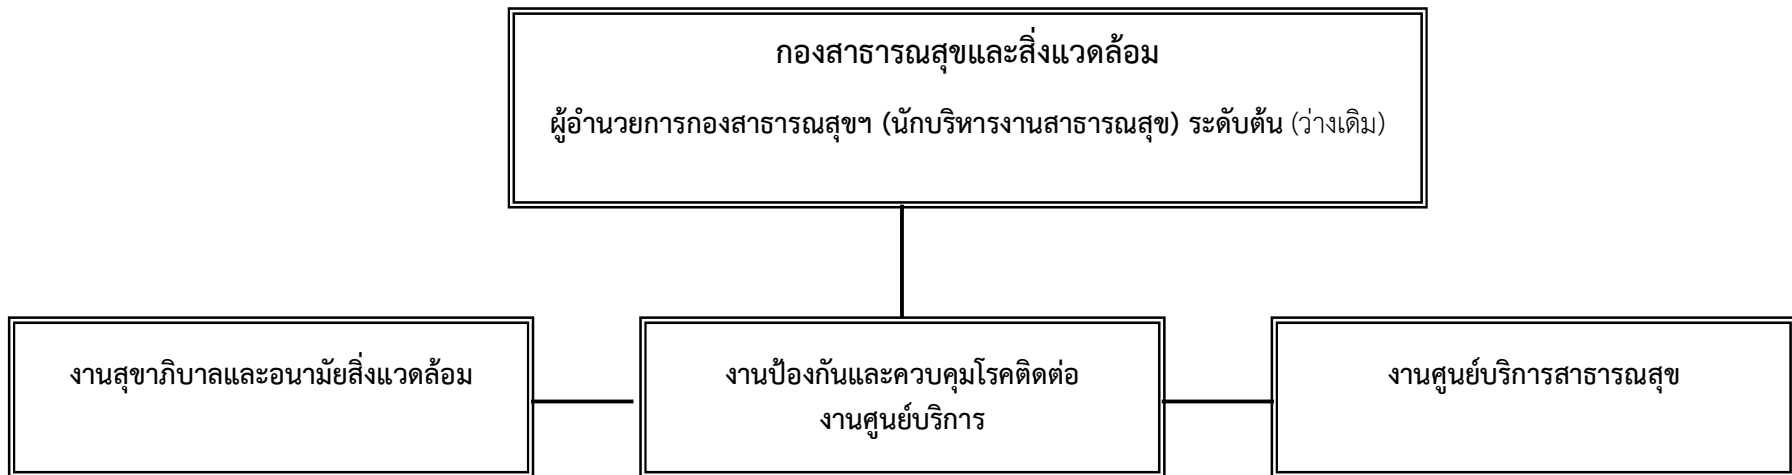 กองสาธารณสุขและสิ่งแวดล้อม
ผู้อำนวยการกองสาธารณสุขฯ (นักบริหารงานสาธารณสุข) ระดับต้น (ว่างเดิม)
งานสุขาภิบาลและอนามัยสิ่งแวดล้อม
งานป้องกันและควบคุมโรคติดต่อ
งานศูนย์บริการ
งานศูนย์บริการสาธารณสุข